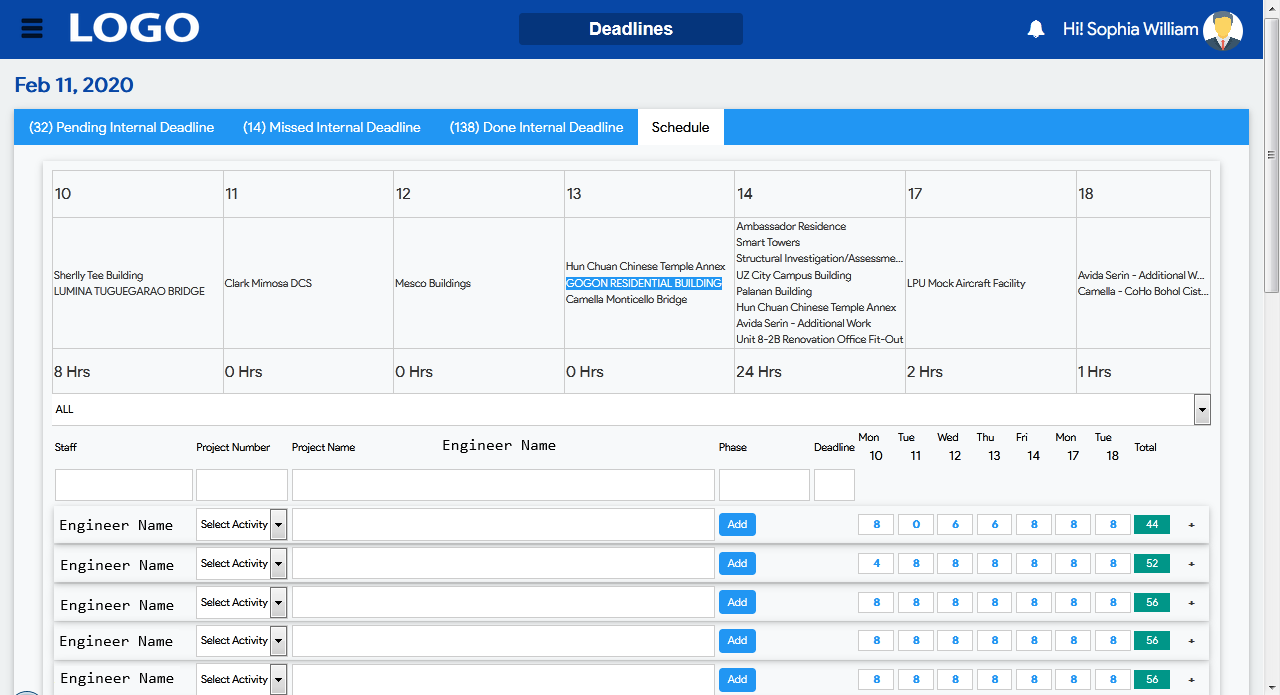 LOGO
Deadlines
Hi! Sophia William
Feb 11, 2020
(32) Pending Internal Deadline (14) Missed Internal Deadline (138) Done Internal Deadline Schedule
10 11 12 13 14 17 18
Sherlly Tee Building
LUMINA TUGUEGARAO BRIDGE
Clark Mimosa DCS
Mesco Buildings
Hun Chuan Chinese Temple Annex
GOGON RESIDENTIAL BUILDING
Camella Monticello Bridge
Ambassador Residence
Smart Towers
Structural Investigation/Assessme...
UZ City Campus Building
Palanan Building
Hun Chuan Chinese Temple Annex
Avida Serin - Additional Work
Unit 8-2B Renovation Office Fit-Out
LPU Mock Aircraft Facility
Avida Serin - Additional W...
Camella - CoHo Bohol Cist...
8 Hrs 0 Hrs 0 Hrs 0 Hrs 24 Hrs 2 Hrs 1 Hrs
ALL
Staff Project Number Project Name Engineer Name Phase Deadline Mon 10 Tue 11 Wed 12 Thu 13 Fri 14 Mon 17 Tue 18 Total
Engineer Name Select Activity Add 8 0 6 6 8 8 8 44 +
Engineer Name Select Activity Add 4 8 8 8 8 8 8 52 +
Engineer Name Select Activity Add 8 8 8 8 8 8 8 56 +
Engineer Name Select Activity Add 8 8 8 8 8 8 8 56 +
Engineer Name Select Activity Add 8 8 8 8 8 8 8 56 +